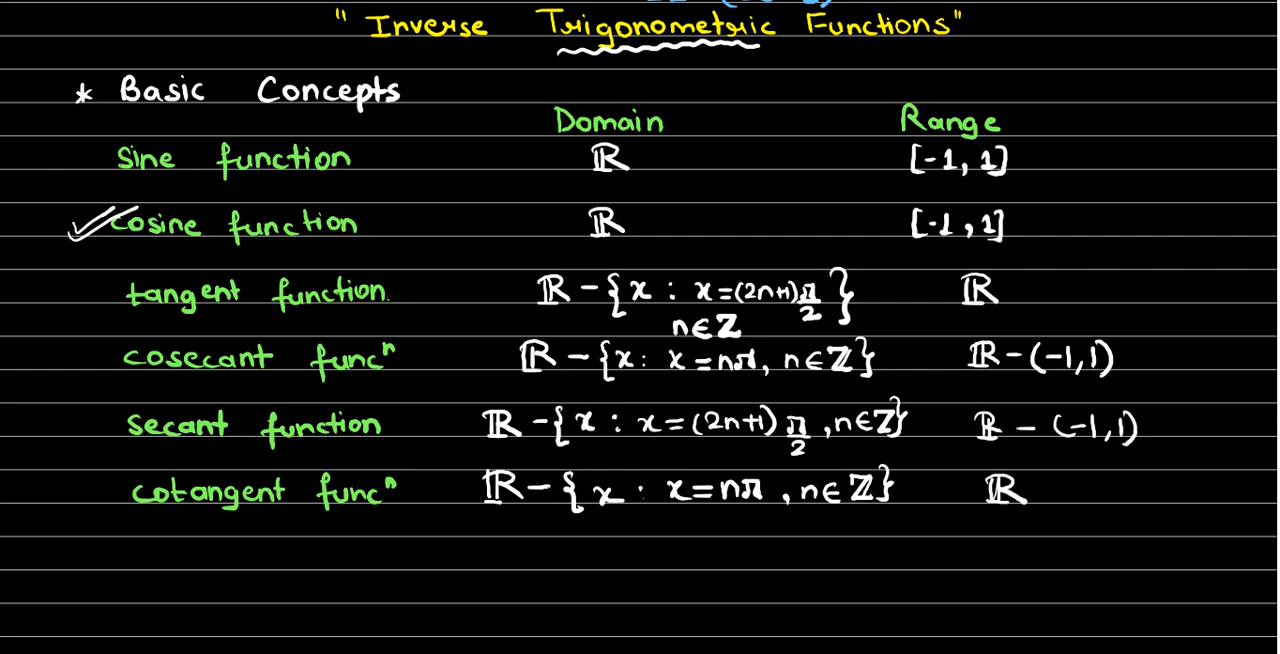 " Inverse Trigonometric Functions"
* Basic Concepts
Domain Range
Sine function ℝ [-1, 1]
cosine function ℝ [-1, 1]
tangent function. ℝ - {x : x = (2n+1)π/2}  ℝ
n∈ℤ
cosecant funcⁿ ℝ - {x : x = nπ, n∈ℤ} ℝ - (-1, 1)
secant function ℝ - {x : x = (2n+1) π/2, n∈ℤ} ℝ - (-1, 1)
cotangent funcⁿ ℝ - {x : x = nπ, n∈ℤ} ℝ